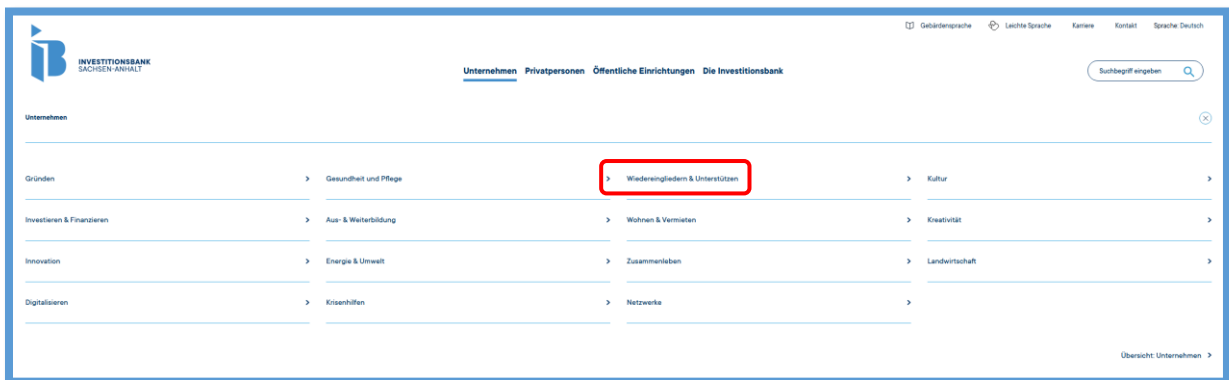 Gebärdensprache Leichte Sprache Karriere Kontakt Sprache: Deutsch
INVESTITIONSBANK
SACHSEN-ANHALT
Unternehmen Privatpersonen Öffentliche Einrichtungen Die Investitionsbank
Suchbegriff eingeben
Unternehmen
Gründen
Gesundheit und Pflege
Wiedereingliedern & Unterstützen
Kultur
Investieren & Finanzieren
Aus- & Weiterbildung
Wohnen & Vermieten
Kreativität
Innovation
Energie & Umwelt
Zusammenleben
Landwirtschaft
Digitalisieren
Krisenhilfen
Netzwerke
Übersicht: Unternehmen